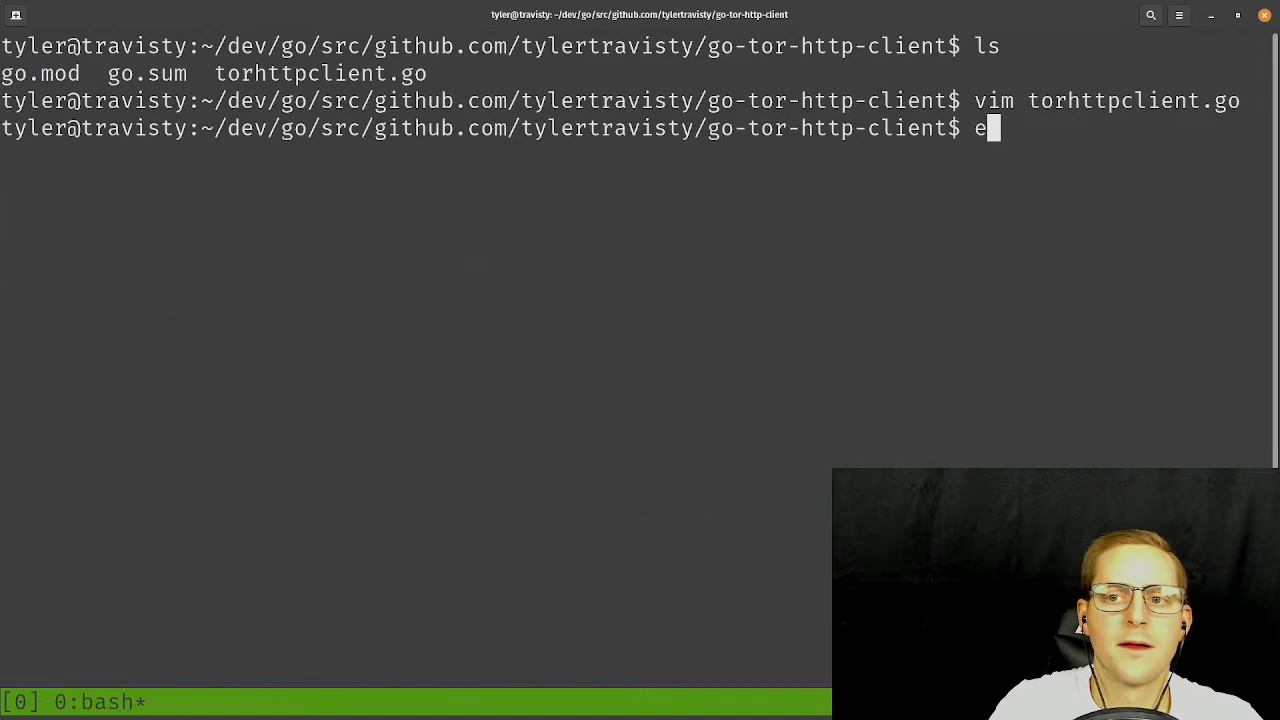 tyler@travisty: ~/dev/go/src/github.com/tylertravisty/go-tor-http-client
tyler@travisty:~/dev/go/src/github.com/tylertravisty/go-tor-http-client$ ls
go.mod  go.sum  torhttpclient.go
tyler@travisty:~/dev/go/src/github.com/tylertravisty/go-tor-http-client$ vim torhttpclient.go
tyler@travisty:~/dev/go/src/github.com/tylertravisty/go-tor-http-client$ e
[0] 0:bash*